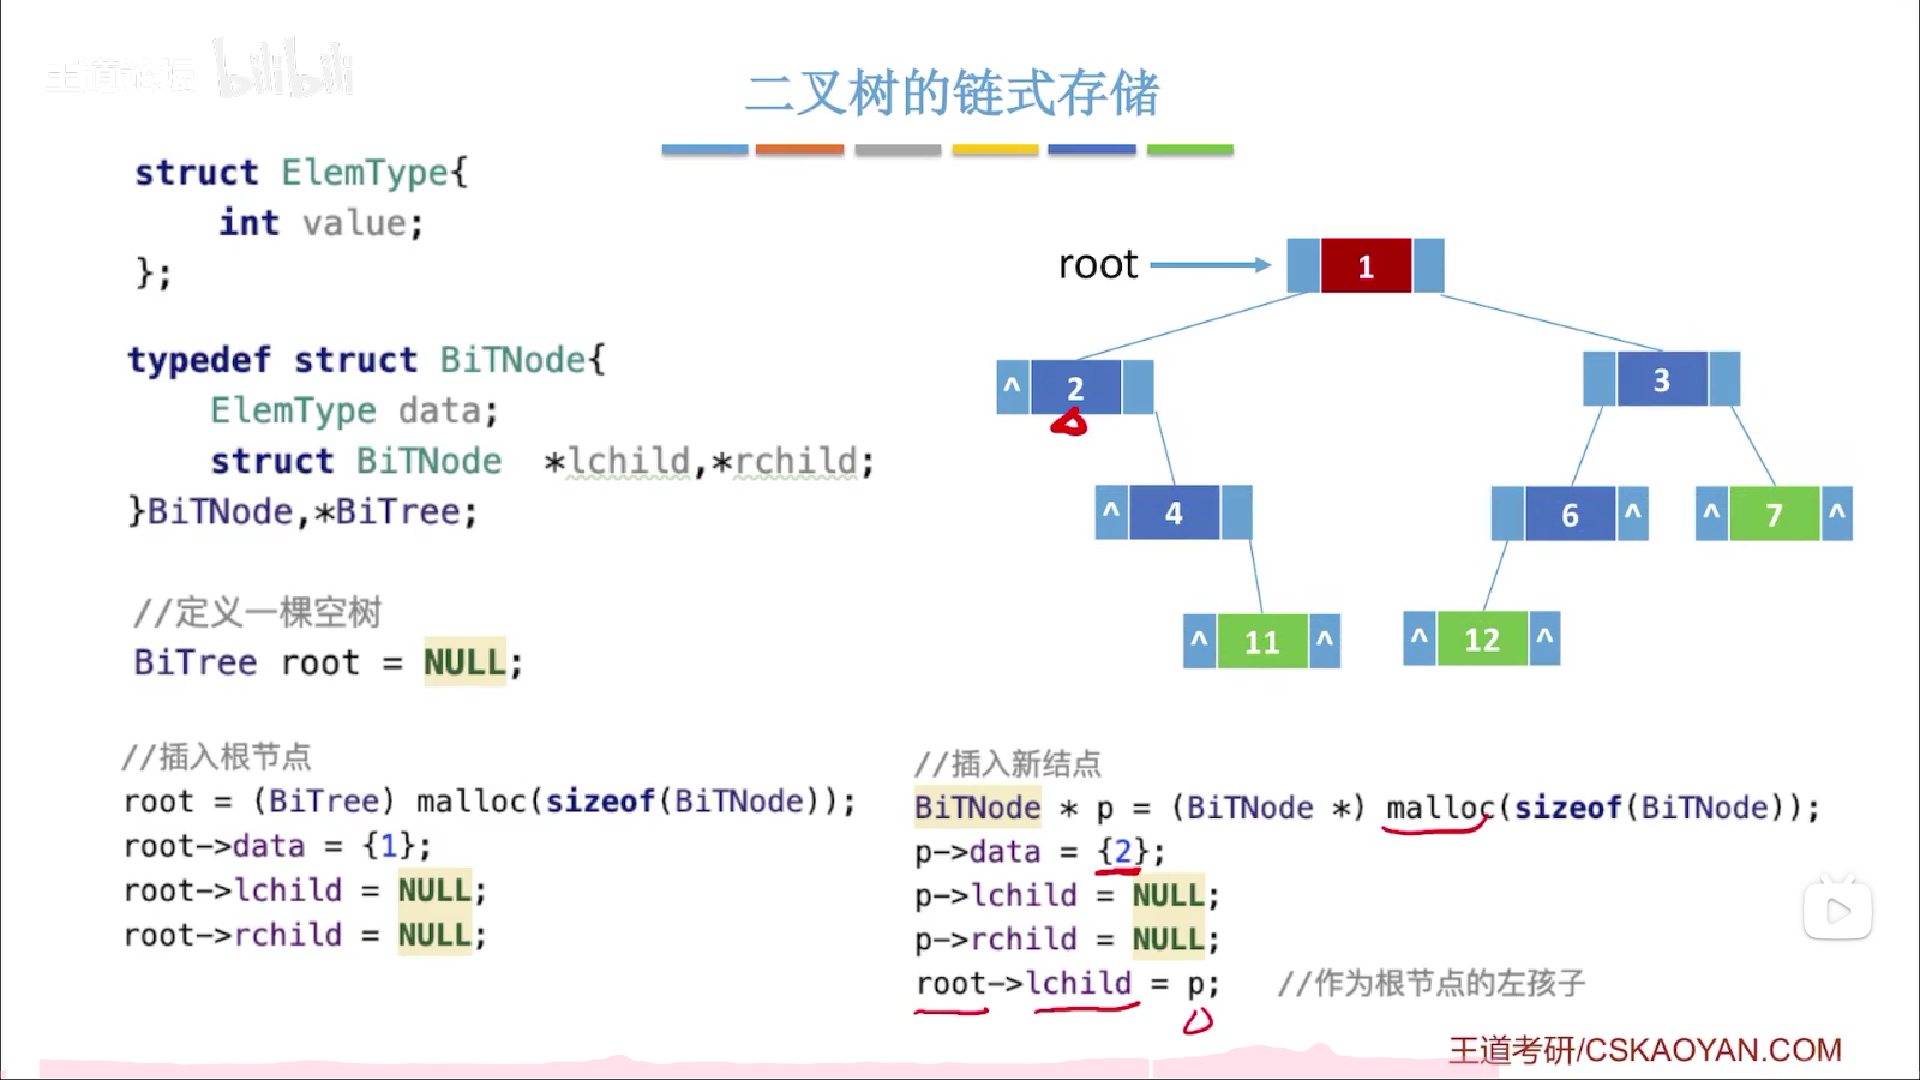 王道论坛 bilibili
二叉树的链式存储
struct ElemType{
int value;
};
typedef struct BiTNode{
ElemType data;
struct BiTNode *lchild,*rchild;
}BiTNode,*BiTree;
//定义一棵空树
BiTree root = NULL;
//插入根节点
root = (BiTree) malloc(sizeof(BiTNode));
root->data = {1};
root->lchild = NULL;
root->rchild = NULL;
root
1
^ 2
3
^ 4
6 ^
^ 7 ^
^ 11 ^
^ 12 ^
//插入新结点
BiTNode * p = (BiTNode *) malloc(sizeof(BiTNode));
p->data = {2};
p->lchild = NULL;
p->rchild = NULL;
root->lchild = p; //作为根节点的左孩子
王道考研/CSKAOYAN.COM